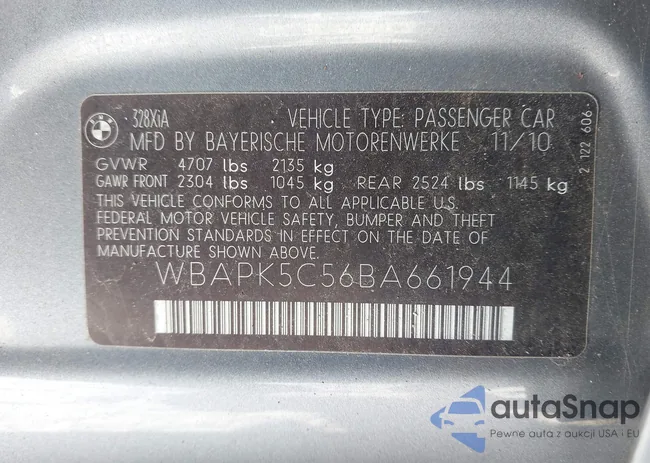 BMW
328XiA VEHICLE TYPE: PASSENGER CAR
MFD BY BAYERISCHE MOTORENWERKE 11/10
GVWR 4707 lbs 2135 kg
GAWR FRONT 2304 lbs 1045 kg REAR 2524 lbs 1145 kg
THIS VEHICLE CONFORMS TO ALL APPLICABLE U.S.
FEDERAL MOTOR VEHICLE SAFETY, BUMPER AND THEFT
PREVENTION STANDARDS IN EFFECT ON THE DATE OF
MANUFACTURE SHOWN ABOVE.
WBAPK5C56BA661944
2 122 606
autoSnap
Pewne auta z aukcji USA i EU